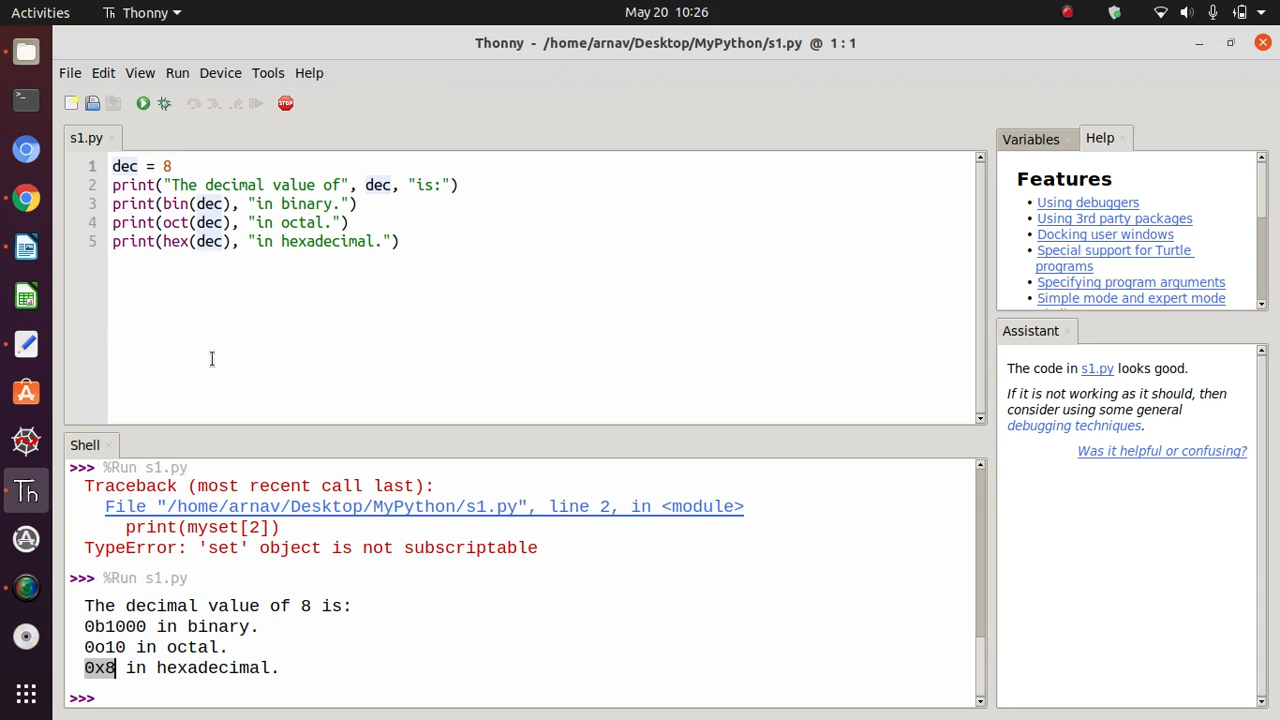 Activities
Thonny
May 20 10:26
Thonny - /home/arnav/Desktop/MyPython/s1.py @ 1 : 1
File Edit View Run Device Tools Help
STOP
s1.py
1 dec = 8
2 print("The decimal value of", dec, "is:")
3 print(bin(dec), "in binary.")
4 print(oct(dec), "in octal.")
5 print(hex(dec), "in hexadecimal.")
Shell
>>> %Run s1.py
Traceback (most recent call last):
File "/home/arnav/Desktop/MyPython/s1.py", line 2, in <module>
print(myset[2])
TypeError: 'set' object is not subscriptable
>>> %Run s1.py
The decimal value of 8 is:
0b1000 in binary.
0o10 in octal.
0x8 in hexadecimal.
>>>
Variables
Help
Features
Using debuggers
Using 3rd party packages
Docking user windows
Special support for Turtle
programs
Specifying program arguments
Simple mode and expert mode
Assistant
The code in s1.py looks good.
If it is not working as it should, then
consider using some general
debugging techniques.
Was it helpful or confusing?
>_
Th